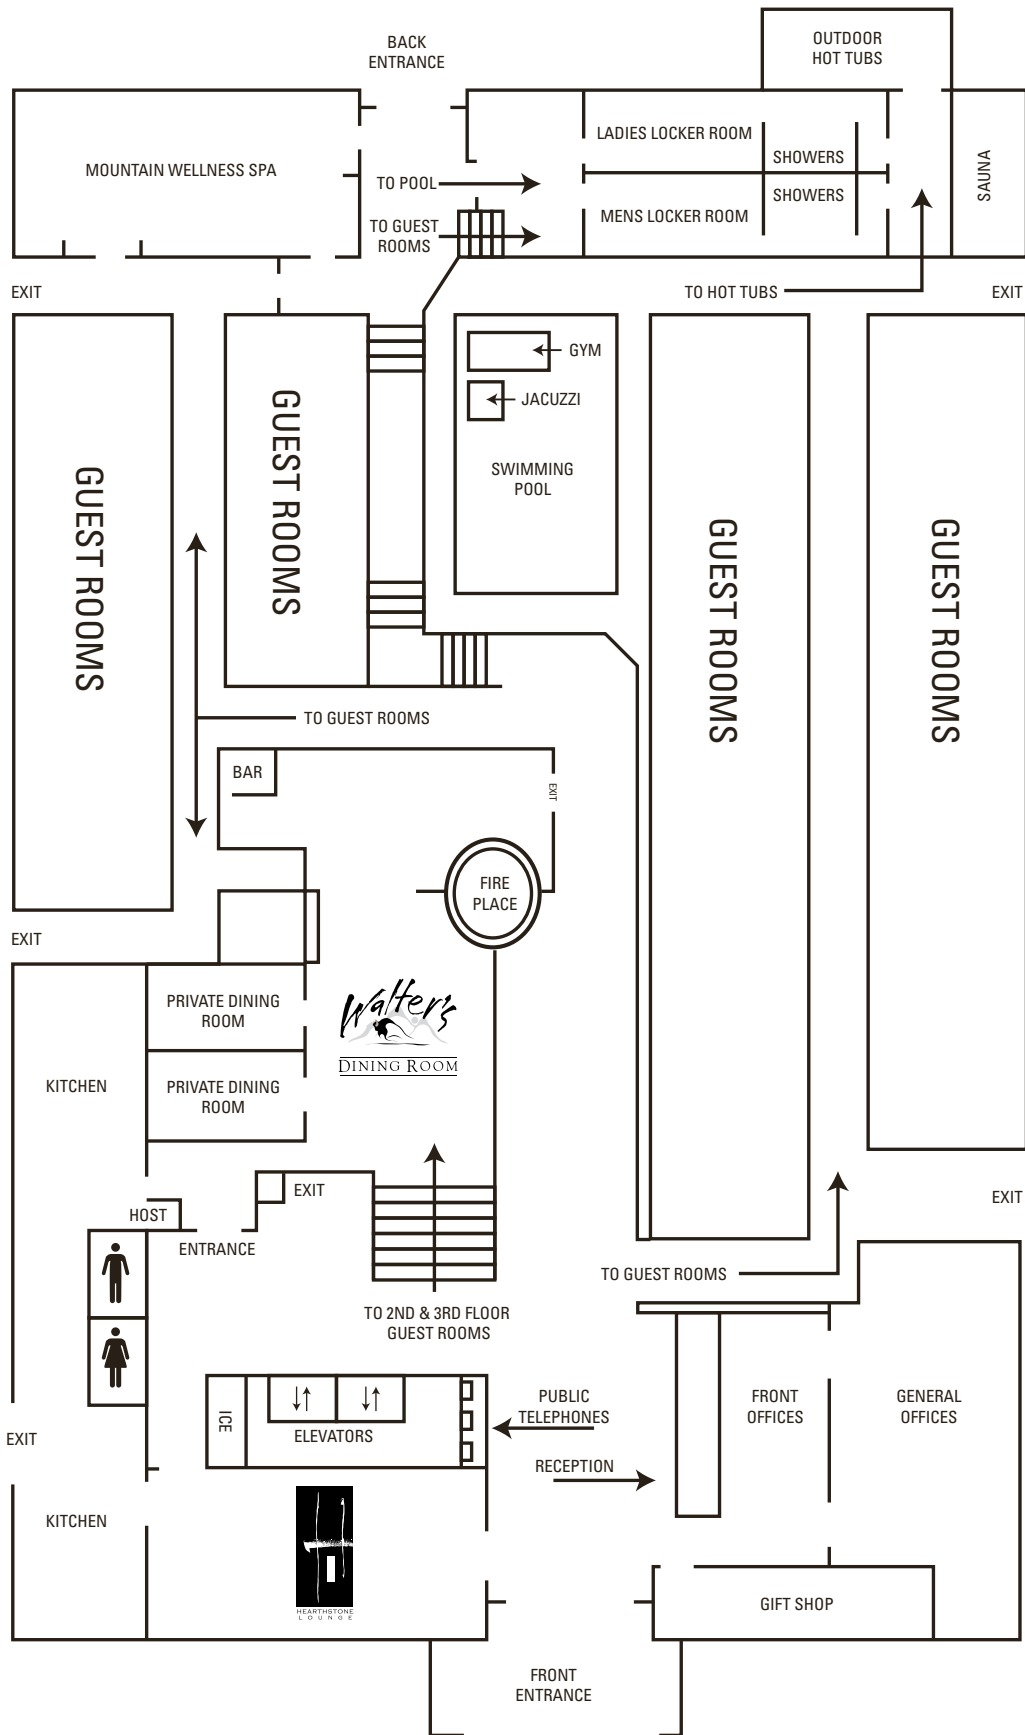 OUTDOOR
HOT TUBS
BACK
ENTRANCE
LADIES LOCKER ROOM
SHOWERS
MOUNTAIN WELLNESS SPA
SAUNA
TO POOL
SHOWERS
MENS LOCKER ROOM
TO GUEST
ROOMS
EXIT
TO HOT TUBS
EXIT
GYM
JACUZZI
SWIMMING
POOL
GUEST ROOMS
GUEST ROOMS
GUEST ROOMS
GUEST ROOMS
TO GUEST ROOMS
BAR
EXIT
FIRE
PLACE
EXIT
PRIVATE DINING
ROOM
Walter's
DINING ROOM
KITCHEN
PRIVATE DINING
ROOM
EXIT
EXIT
HOST
ENTRANCE
TO GUEST ROOMS
TO 2ND & 3RD FLOOR
GUEST ROOMS
PUBLIC
TELEPHONES
FRONT
OFFICES
GENERAL
OFFICES
ICE
ELEVATORS
EXIT
RECEPTION
KITCHEN
HEARTHSTONE
LOUNGE
GIFT SHOP
FRONT
ENTRANCE